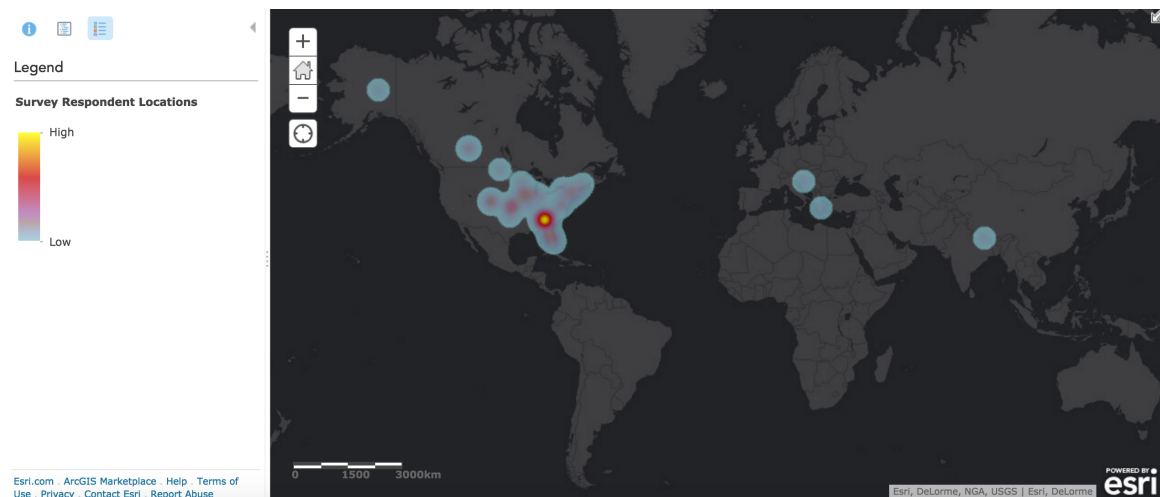 Legend
Survey Respondent Locations
High
Low
Esri.com . ArcGIS Marketplace . Help . Terms of
Use . Privacy . Contact Esri . Report Abuse
+
−
0 1500 3000km
Esri, DeLorme, NGA, USGS | Esri, DeLorme
POWERED BY
esri